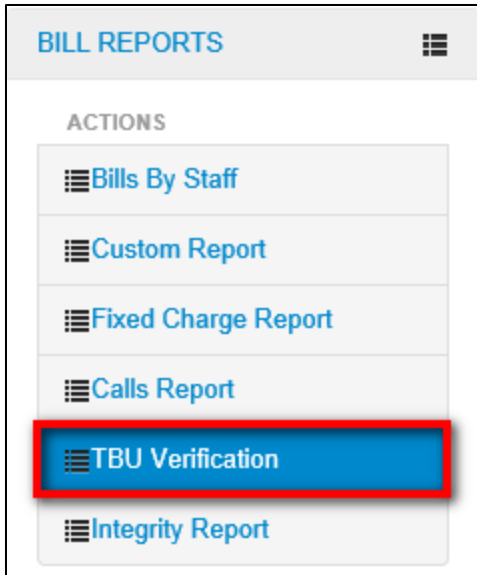 BILL REPORTS
ACTIONS
Bills By Staff
Custom Report
Fixed Charge Report
Calls Report
TBU Verification
Integrity Report